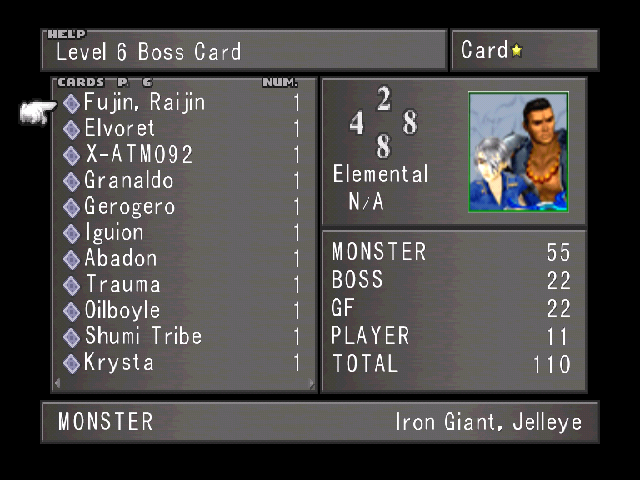 HELP
Level 6 Boss Card
Card★
CARDS P. 6 NUM.
Fujin, Raijin 1
Elvoret 1
X-ATM092 1
Granaldo 1
Gerogero 1
Iguion 1
Abadon 1
Trauma 1
Oilboyle 1
Shumi Tribe 1
Krysta 1
2
4 8
8
Elemental
N/A
MONSTER 55
BOSS 22
GF 22
PLAYER 11
TOTAL 110
MONSTER Iron Giant, Jelleye